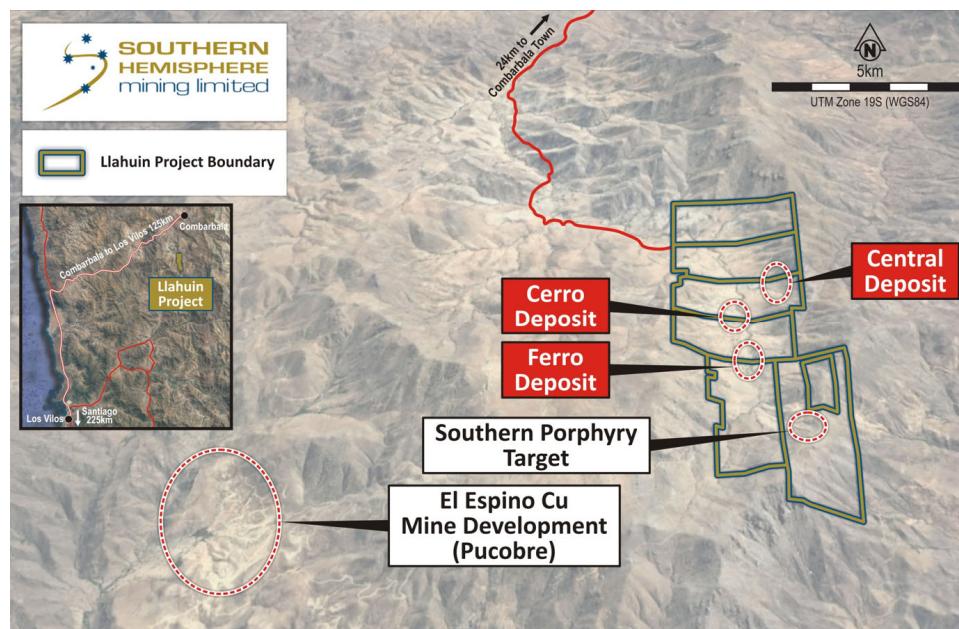 SOUTHERN
HEMISPHERE
mining limited
Llahuin Project Boundary
24km to
Combarbala Town
N
5km
UTM Zone 19S (WGS84)
Combarbala to Los Vilos 125km
Combarbala
Llahuin
Project
Los Vilos
Santiago
225km
Central
Deposit
Cerro
Deposit
Ferro
Deposit
Southern Porphyry
Target
El Espino Cu
Mine Development
(Pucobre)